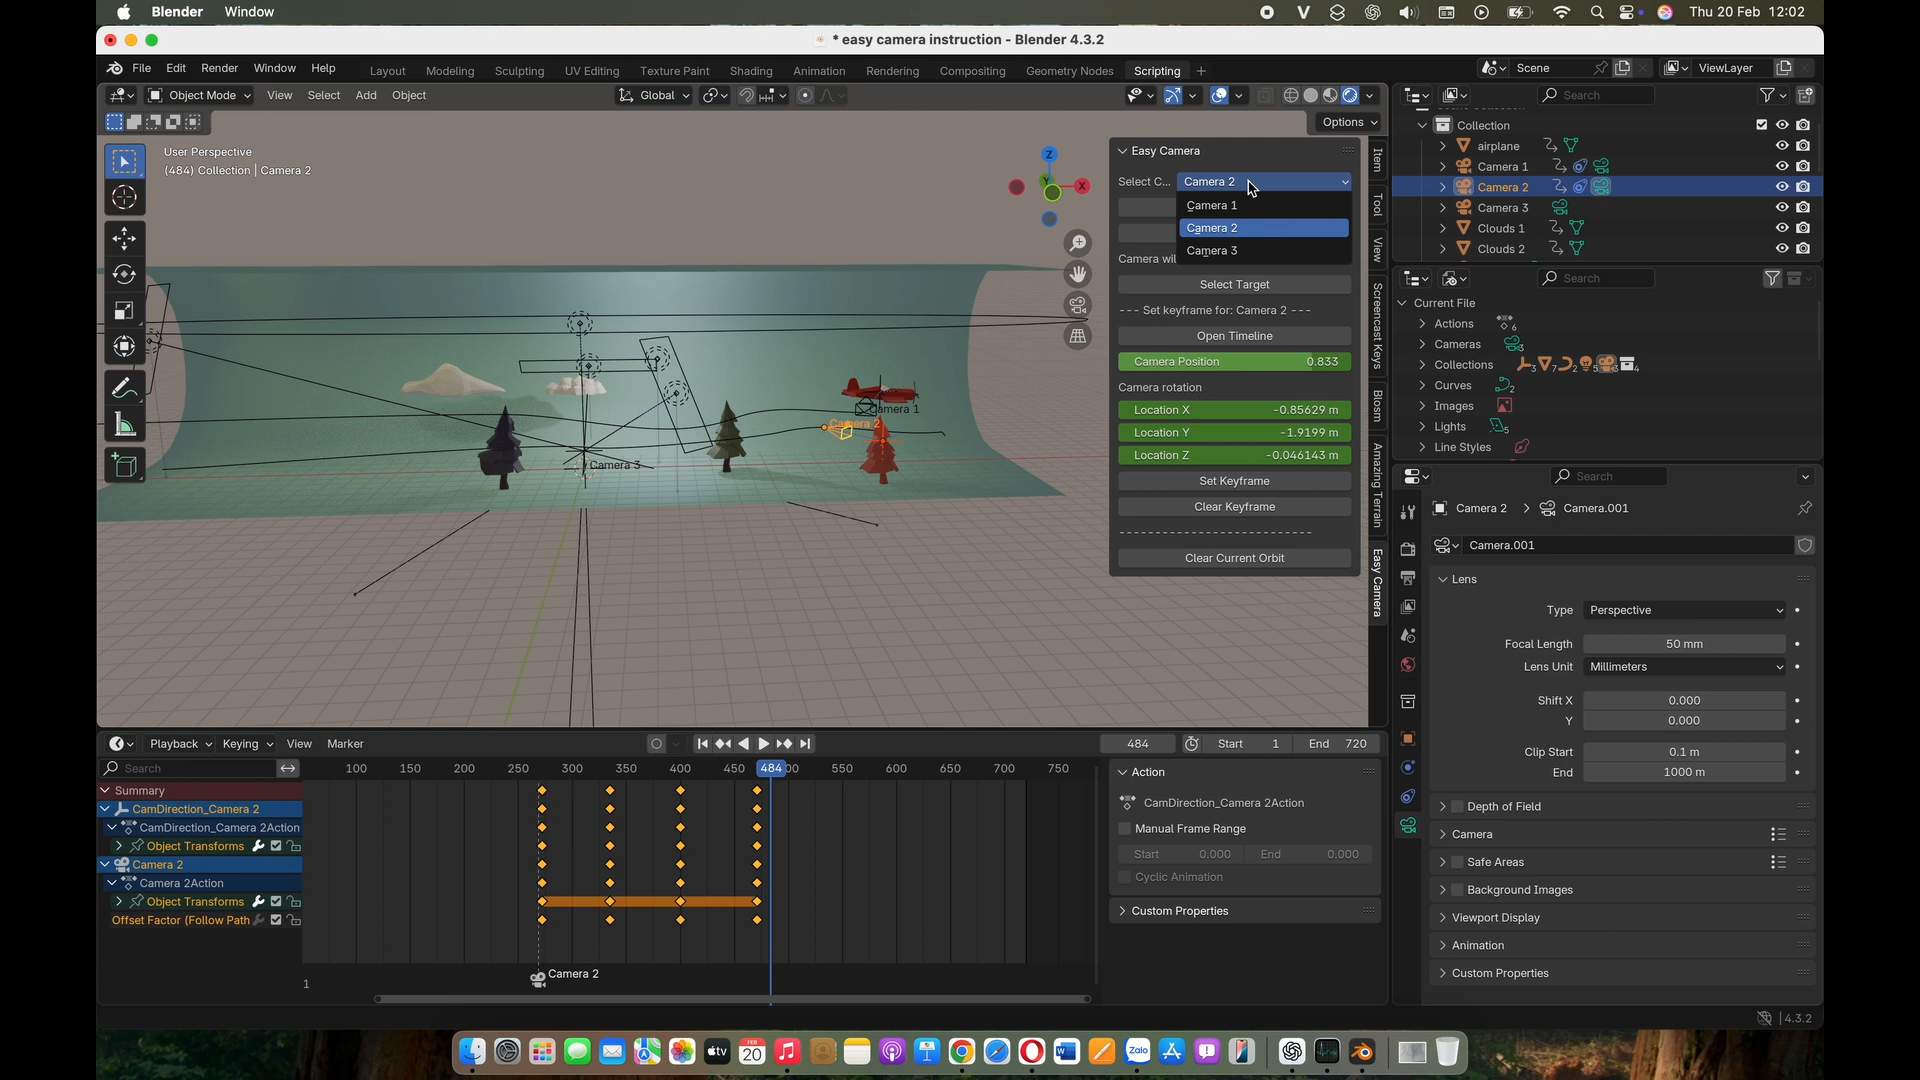 Blender Window
Thu 20 Feb 12:02
* easy camera instruction - Blender 4.3.2
File Edit Render Window Help
Layout Modeling Sculpting UV Editing Texture Paint Shading Animation Rendering Compositing Geometry Nodes Scripting +
Scene
ViewLayer
Object Mode View Select Add Object
Global
Options
User Perspective
(484) Collection | Camera 2
Z
Y
X
Easy Camera
Select C... Camera 2
Camera 1
Camera 2
Camera 3
Camera wil
Select Target
--- Set keyframe for: Camera 2 ---
Open Timeline
Camera Position 0.833
Camera rotation
Location X -0.85629 m
Location Y -1.9199 m
Location Z -0.046143 m
Set Keyframe
Clear Keyframe
Clear Current Orbit
Item
Tool
View
Screencast Keys
Blosm
Amazing Terrain
Easy Camera
Camera 1
Camera 2
Camera 3
Search
Collection
airplane
Camera 1
Camera 2
Camera 3
Clouds 1
Clouds 2
Search
Current File
Actions 6
Cameras 3
Collections
Curves 2
Images
Lights 5
Line Styles
Search
Camera 2 > Camera.001
Camera.001
Lens
Type Perspective
Focal Length 50 mm
Lens Unit Millimeters
Shift X 0.000
Y 0.000
Clip Start 0.1 m
End 1000 m
Depth of Field
Camera
Safe Areas
Background Images
Viewport Display
Animation
Custom Properties
Playback Keying View Marker
484 Start 1 End 720
Search
100 150 200 250 300 350 400 450 484 550 600 650 700 750
Summary
CamDirection_Camera 2
CamDirection_Camera 2Action
Object Transforms
Camera 2
Camera 2Action
Object Transforms
Offset Factor (Follow Path
Camera 2
1
Action
CamDirection_Camera 2Action
Manual Frame Range
Start 0.000 End 0.000
Cyclic Animation
Custom Properties
4.3.2
tv
FEB
20
Zalo